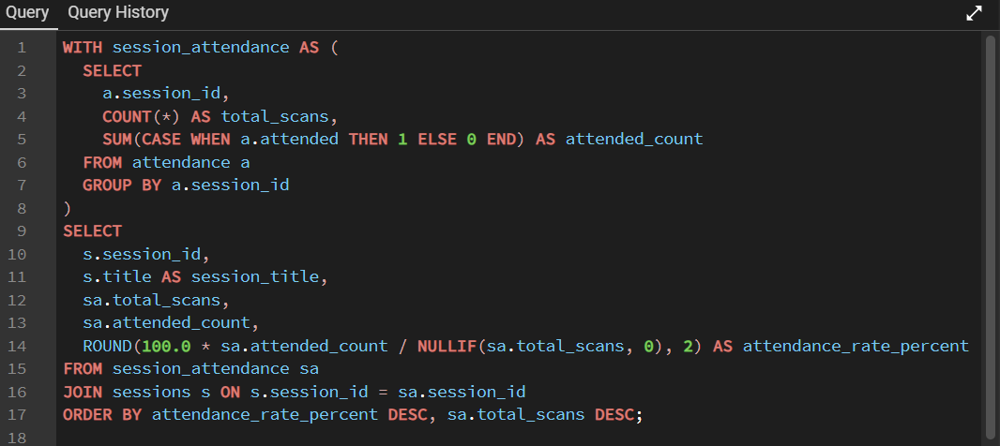 Query Query History
1 WITH session_attendance AS (
2 SELECT
3 a.session_id,
4 COUNT(*) AS total_scans,
5 SUM(CASE WHEN a.attended THEN 1 ELSE 0 END) AS attended_count
6 FROM attendance a
7 GROUP BY a.session_id
8 )
9 SELECT
10 s.session_id,
11 s.title AS session_title,
12 sa.total_scans,
13 sa.attended_count,
14 ROUND(100.0 * sa.attended_count / NULLIF(sa.total_scans, 0), 2) AS attendance_rate_percent
15 FROM session_attendance sa
16 JOIN sessions s ON s.session_id = sa.session_id
17 ORDER BY attendance_rate_percent DESC, sa.total_scans DESC;
18